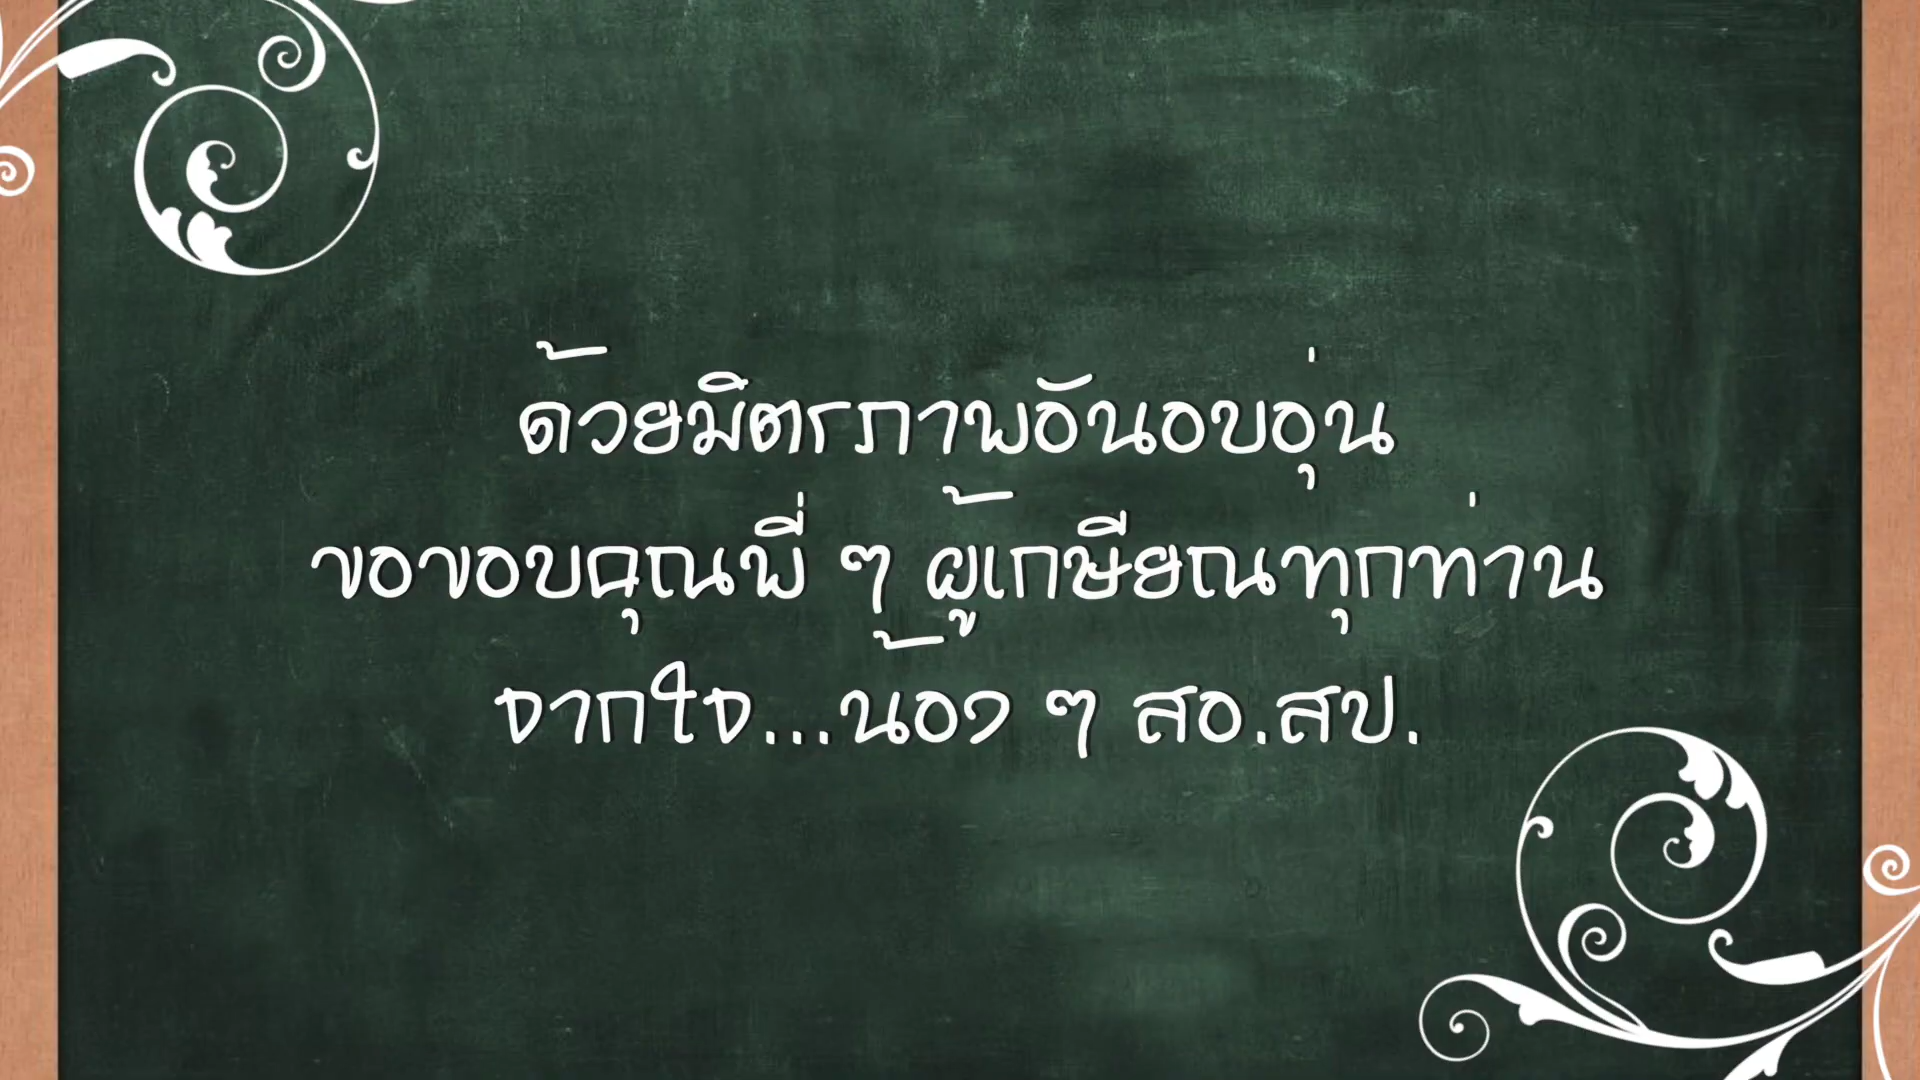 ด้วยมิตรภาพอันอบอุ่น
ขอขอบคุณพี่ ๆ ผู้เกษียณทุกท่าน
จากใจ...น้อง ๆ สอ.สป.